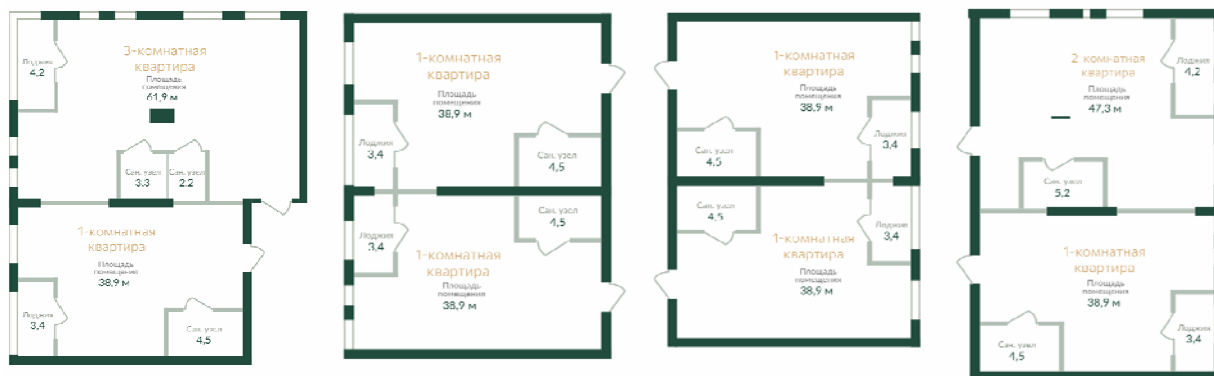 3-комнатная
квартира
Площадь
помещения
61,9 м
Лоджия
4,2
Сан. узел
3,3
Сан. узел
2,2
1-комнатная
квартира
Площадь
помещения
38,9 м
Лоджия
3,4
Сан. узел
4,5
1-комнатная
квартира
Площадь
помещения
38,9 м
Лоджия
3,4
Сан. узел
4,5
Сан. узел
4,5
Лоджия
3,4
1-комнатная
квартира
Площадь
помещения
38,9 м
1-комнатная
квартира
Площадь
помещения
38,9 м
Сан. узел
4,5
Лоджия
3,4
Сан. узел
4,5
Лоджия
3,4
1-комнатная
квартира
Площадь
помещения
38,9 м
2 комнатная
квартира
Площадь
помещения
47,3 м
Лоджия
4,2
Сан. узел
5,2
1-комнатная
квартира
Площадь
помещения
38,9 м
Лоджия
3,4
Сан. узел
4,5